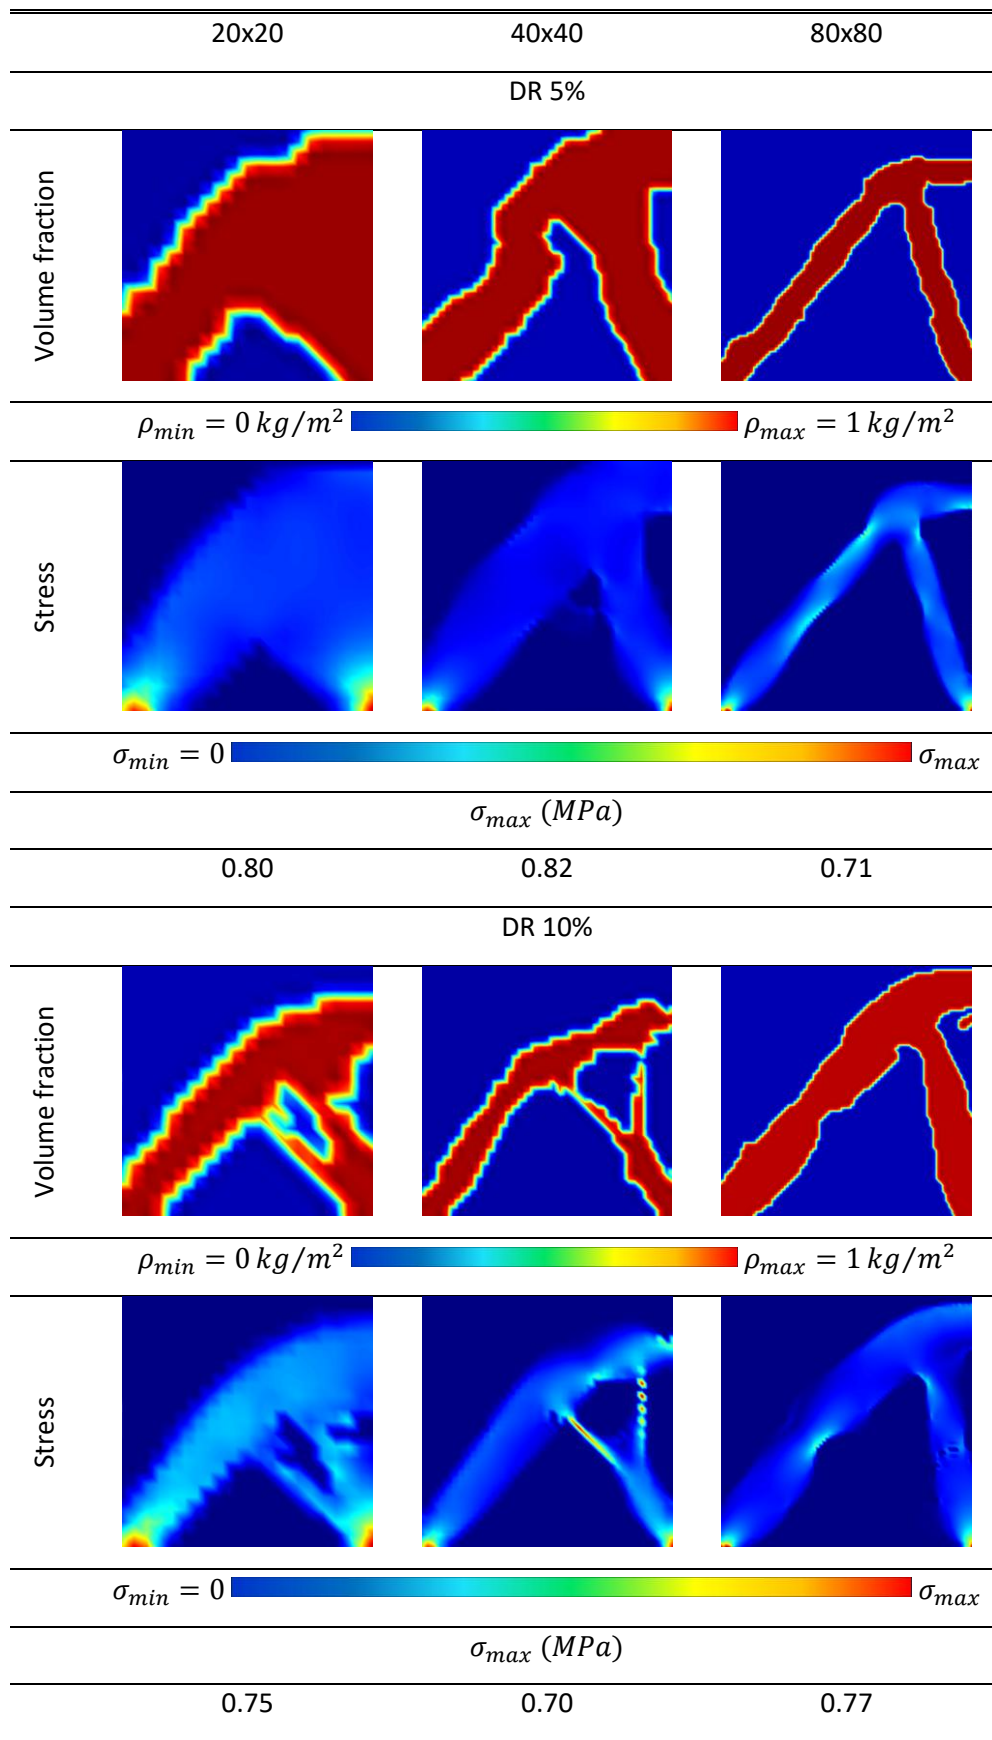 20x20 40x40 80x80
DR 5%
Volume fraction
ρmin = 0 kg/m² ρmax = 1 kg/m²
Stress
σmin = 0 σmax
σmax (MPa)
0.80 0.82 0.71
DR 10%
Volume fraction
ρmin = 0 kg/m² ρmax = 1 kg/m²
Stress
σmin = 0 σmax
σmax (MPa)
0.75 0.70 0.77